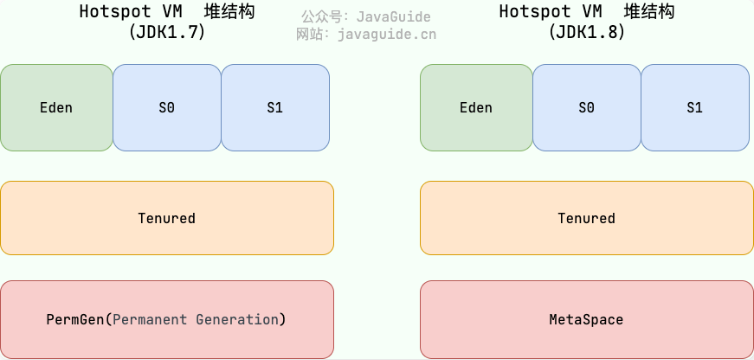 Hotspot VM 堆结构
(JDK1.7)
公众号：JavaGuide
网站：javaguide.cn
Hotspot VM 堆结构
(JDK1.8)
Eden
S0
S1
Eden
S0
S1
Tenured
Tenured
PermGen(Permanent Generation)
MetaSpace